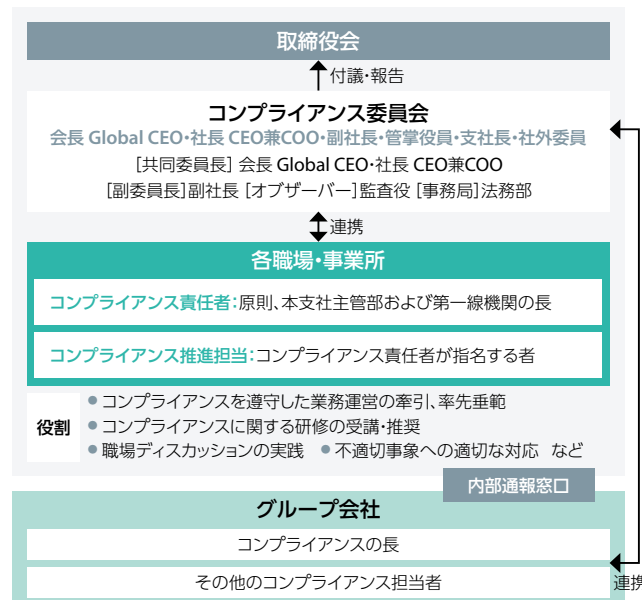 取締役会
付議・報告
コンプライアンス委員会
会長 Global CEO・社長 CEO兼COO・副社長・管掌役員・支社長・社外委員
[共同委員長] 会長 Global CEO・社長 CEO兼COO
[副委員長]副社長 [オブザーバー]監査役 [事務局]法務部
連携
各職場・事業所
コンプライアンス責任者：原則、本支社主管部および第一線機関の長
コンプライアンス推進担当：コンプライアンス責任者が指名する者
役割
● コンプライアンスを遵守した業務運営の牽引、率先垂範
● コンプライアンスに関する研修の受講・推奨
● 職場ディスカッションの実践 ● 不適切事象への適切な対応 など
内部通報窓口
グループ会社
コンプライアンスの長
その他のコンプライアンス担当者
連携